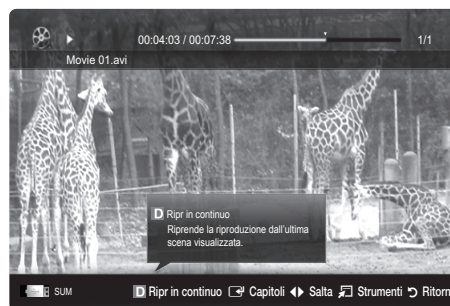 00:04:03 / 00:07:38 1/1
Movie 01.avi
D Ripr in continuo
Riprende la riproduzione dall'ultima
scena visualizzata.
SUM D Ripr in continuo Capitoli Salta Strumenti Ritorn